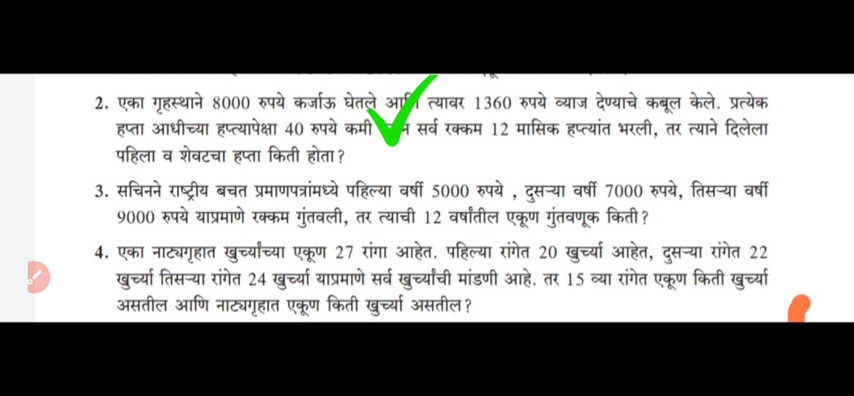 2. एका गृहस्थाने 8000 रुपये कर्जाऊ घेतले त्यावर 1360 रुपये व्याज देण्याचे कबूल केले. प्रत्येक
हप्ता आधीच्या हप्त्यापेक्षा 40 रुपये कमी सर्व रक्कम 12 मासिक हप्त्यांत भरली, तर त्याने दिलेला
पहिला व शेवटचा हप्ता किती होता?
3. सचिनने राष्ट्रीय बचत प्रमाणपत्रांमध्ये पहिल्या वर्षी 5000 रुपये , दुसऱ्या वर्षी 7000 रुपये, तिसऱ्या वर्षी
9000 रुपये याप्रमाणे रक्कम गुंतवली, तर त्याची 12 वर्षांतील एकूण गुंतवणूक किती?
4. एका नाट्यगृहात खुर्च्यांच्या एकूण 27 रांगा आहेत. पहिल्या रांगेत 20 खुर्च्या आहेत, दुसऱ्या रांगेत 22
खुर्च्या तिसऱ्या रांगेत 24 खुर्च्या याप्रमाणे सर्व खुर्च्यांची मांडणी आहे. तर 15 व्या रांगेत एकूण किती खुर्च्या
असतील आणि नाट्यगृहात एकूण किती खुर्च्या असतील?